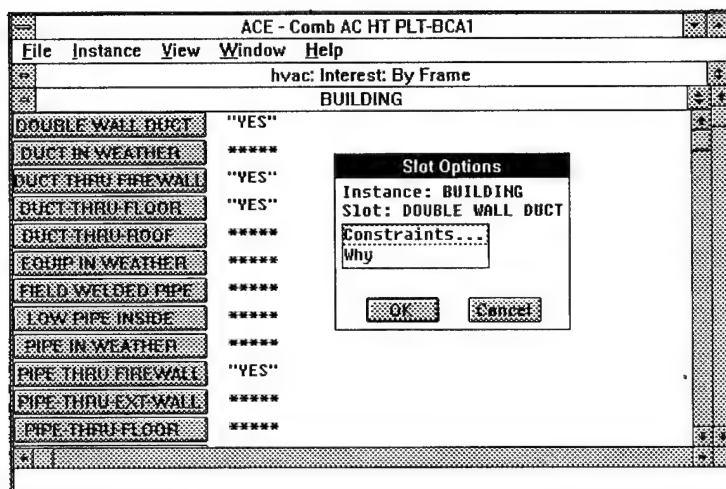 ACE - Comb AC HT PLT-BCA1
File Instance View Window Help
hvac: Interest: By Frame
BUILDING
DOUBLE WALL DUCT "YES"
DUCT IN WEATHER *****
DUCT THRU FIREWALL "YES"
DUCT-THRU-FLOOR "YES"
DUCT-THRU-ROOF *****
EQUIP IN WEATHER *****
FIELD WELDED PIPE *****
LOW PIPE INSIDE *****
PIPE IN WEATHER *****
PIPE THRU FIREWALL "YES"
PIPE-THRU-EXT-WALL *****
PIPE-THRU-FLOOR *****
Slot Options
Instance: BUILDING
Slot: DOUBLE WALL DUCT
Constraints...
Why
OK Cancel